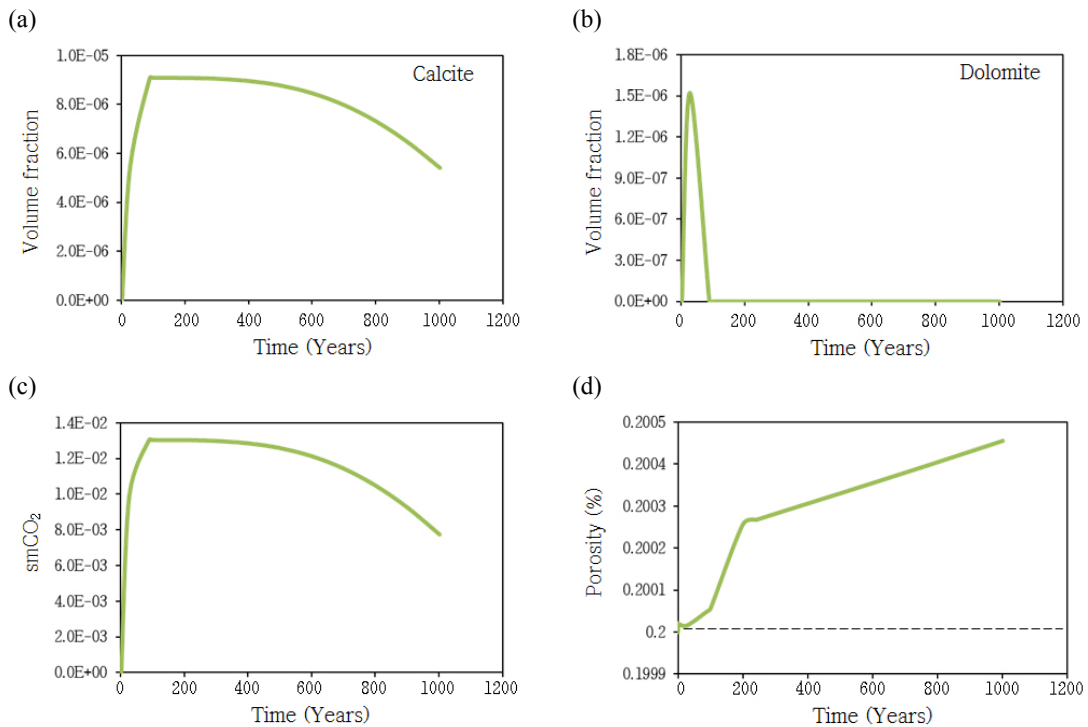 (a)
1.0E-05
8.0E-06
6.0E-06
4.0E-06
2.0E-06
0.0E+00
Volume fraction
Calcite
0 200 400 600 800 1000 1200
Time (Years)
(b)
1.8E-06
1.5E-06
1.2E-06
9.0E-07
6.0E-07
3.0E-07
0.0E+00
Volume fraction
Dolomite
0 200 400 600 800 1000 1200
Time (Years)
(c)
1.4E-02
1.2E-02
1.0E-02
8.0E-03
6.0E-03
4.0E-03
2.0E-03
0.0E+00
smCO₂
0 200 400 600 800 1000 1200
Time (Years)
(d)
0.2005
0.2004
0.2003
0.2002
0.2001
0.2
0.1999
Porosity (%)
0 200 400 600 800 1000 1200
Time (Years)